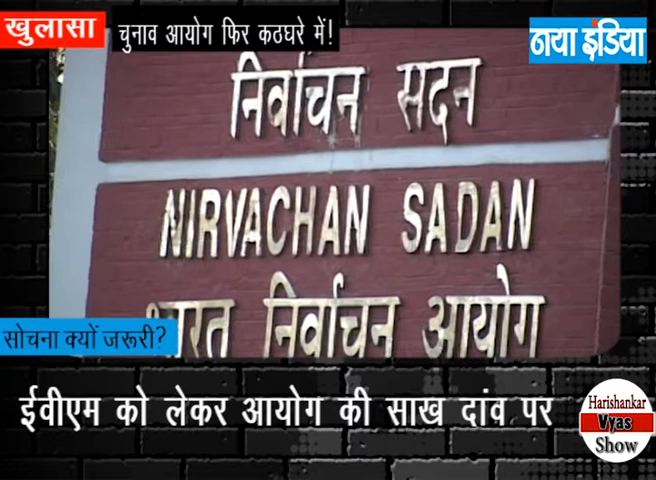 खुलासा
चुनाव आयोग फिर कठघरे में!
नया इंडिया
निर्वाचन सदन
NIRVACHAN SADAN
भारत निर्वाचन आयोग
सोचना क्यों जरूरी?
ईवीएम को लेकर आयोग की साख दांव पर
Harishankar
Vyas
Show